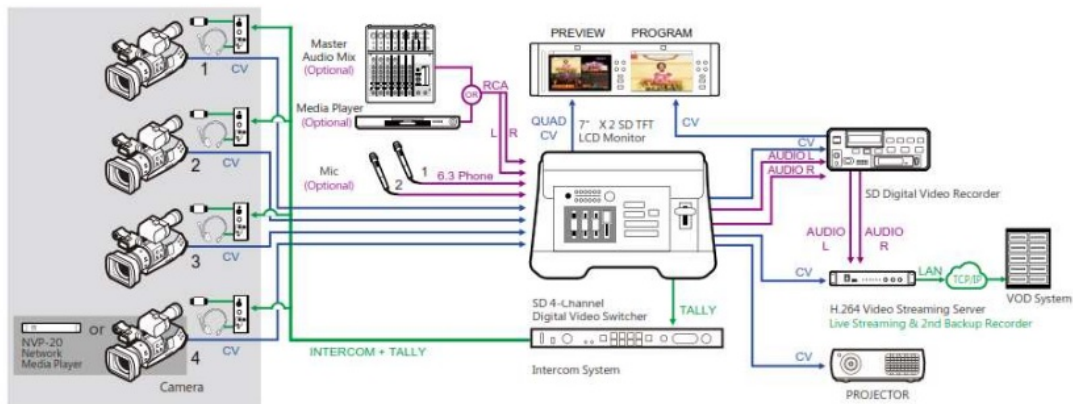 1
CV
2
CV
3
CV
4
CV
or
NVP-20
Network
Media Player
Camera
Master
Audio Mix
(Optional)
Media Player
(Optional)
OR
RCA
L
R
Mic
(Optional)
1
2
6.3 Phone
INTERCOM + TALLY
PREVIEW
PROGRAM
QUAD
CV
7" X 2 SD TFT
LCD Monitor
CV
CV
AUDIO L
AUDIO R
SD Digital Video Recorder
AUDIO
L
AUDIO
R
SD 4-Channel
Digital Video Switcher
TALLY
Intercom System
CV
LAN
TCP/IP
VOD System
H.264 Video Streaming Server
Live Streaming & 2nd Backup Recorder
CV
PROJECTOR